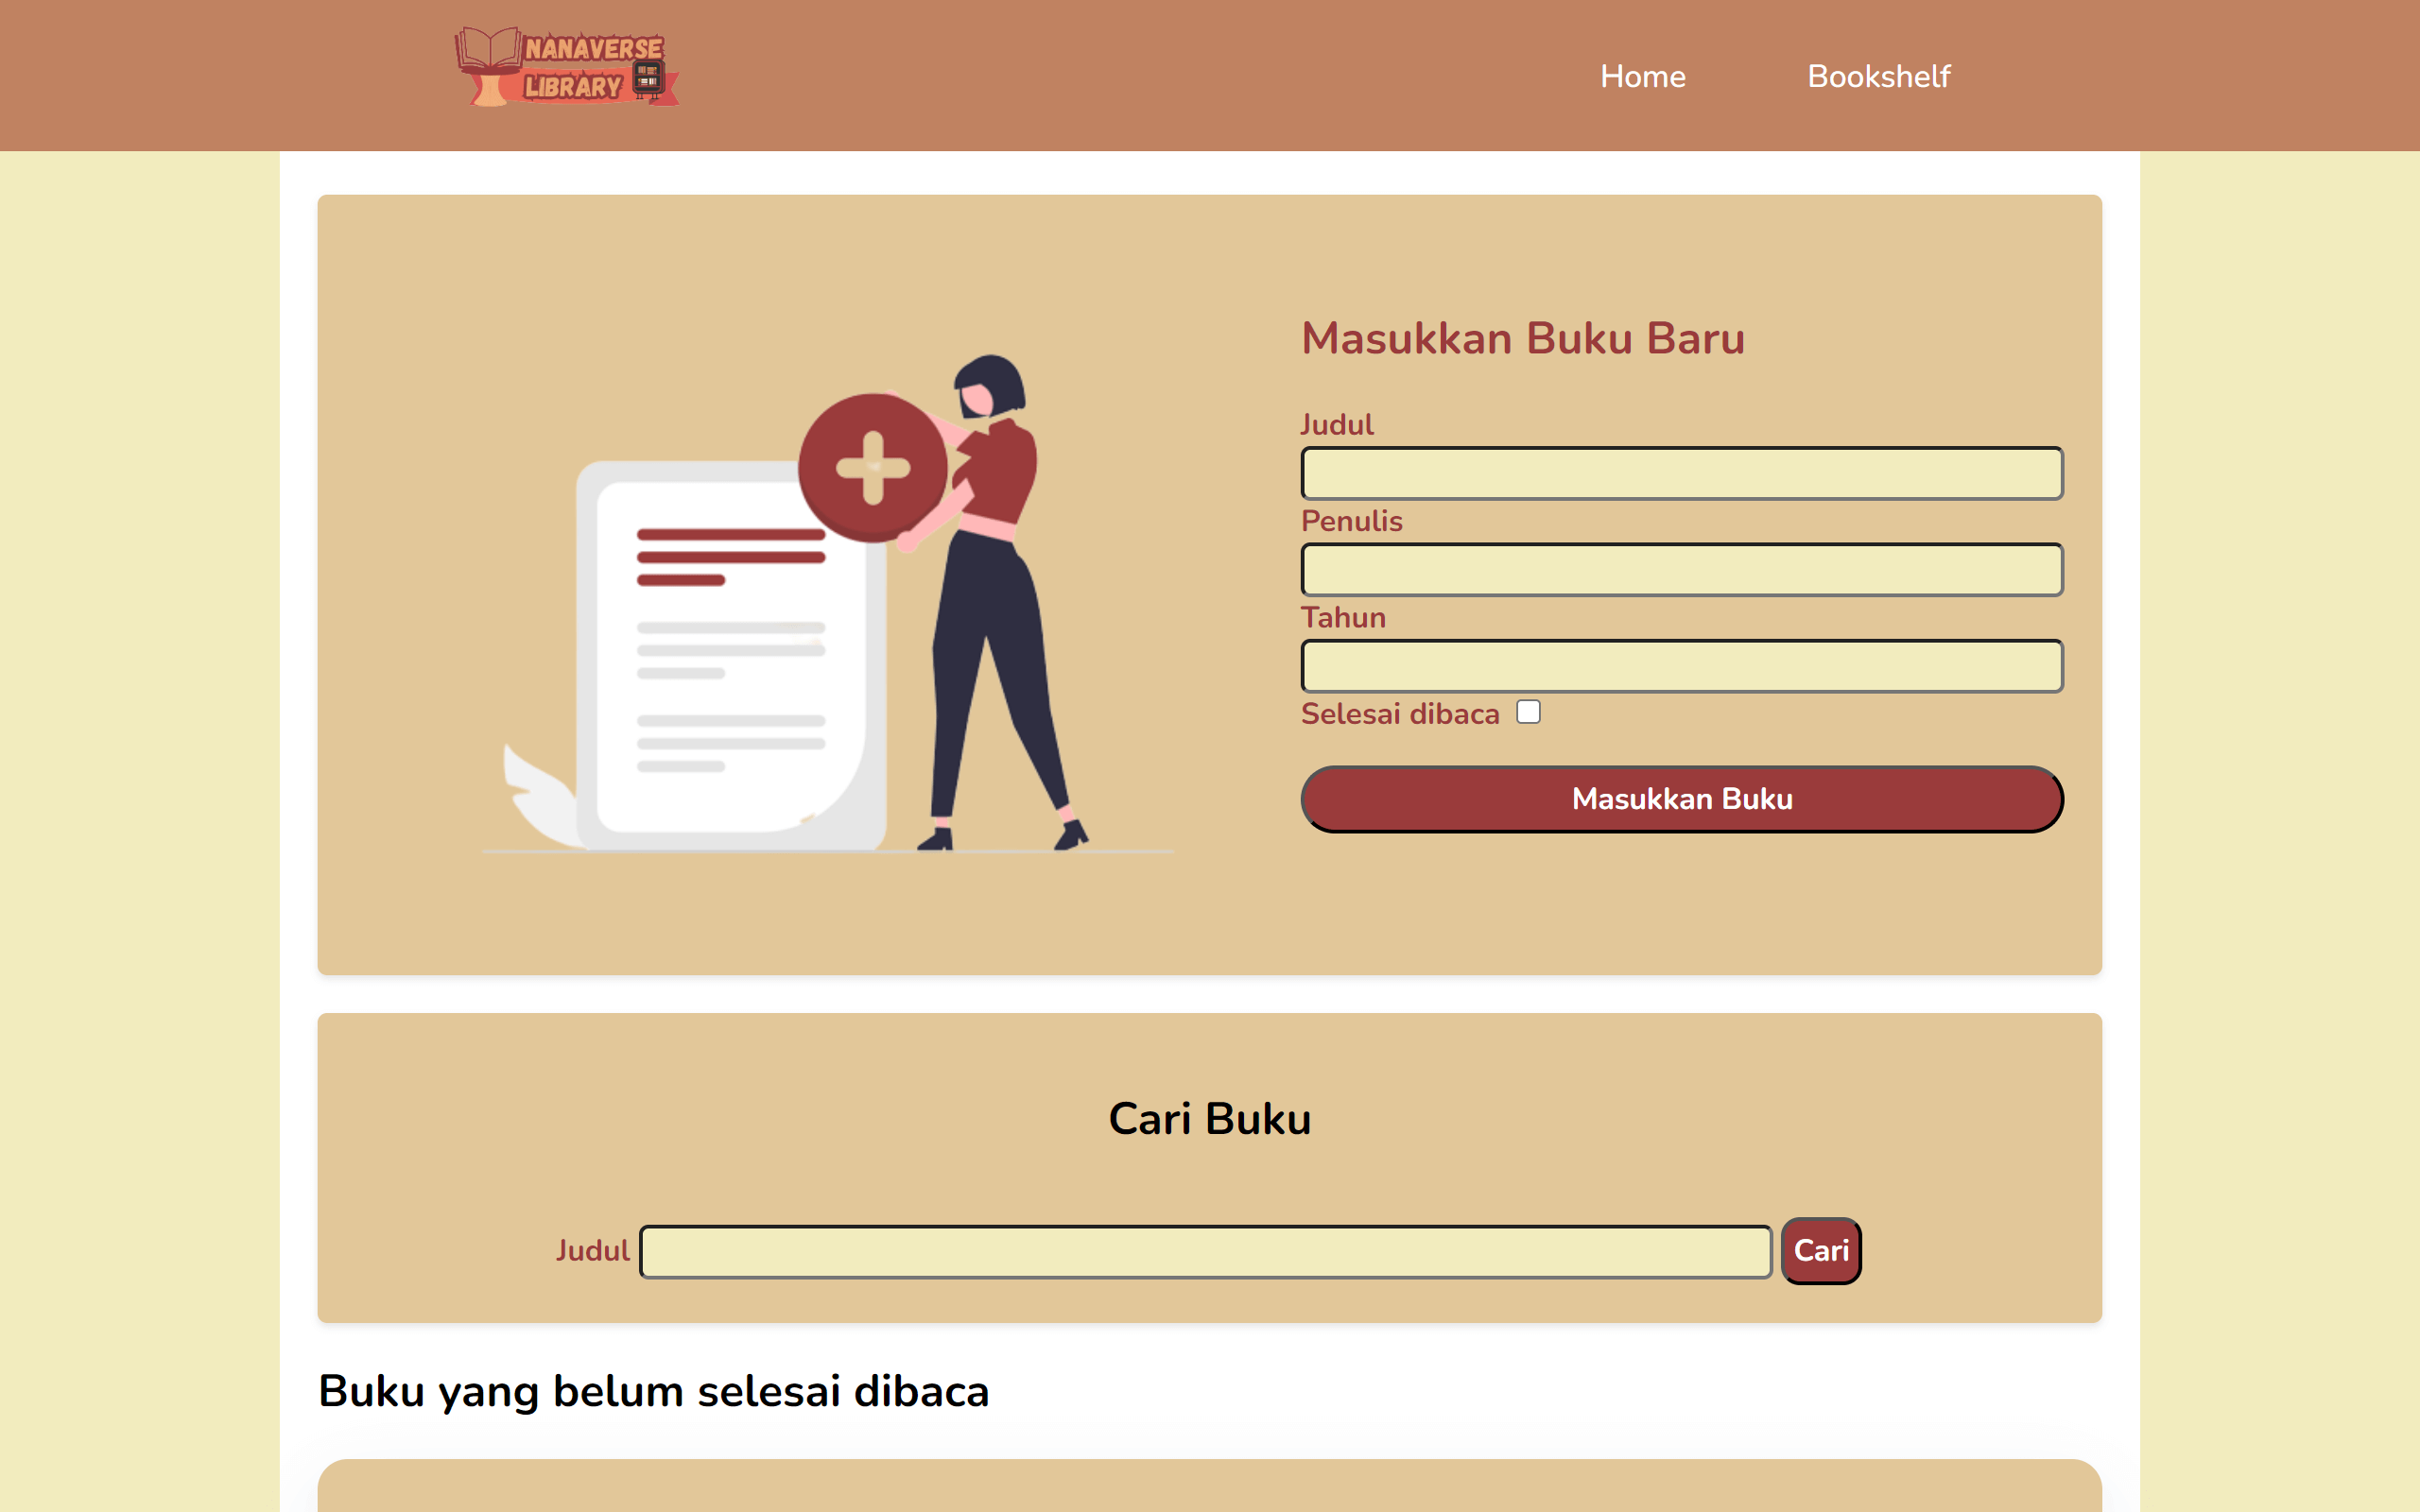 NANAVERSE
LIBRARY
Home
Bookshelf
Masukkan Buku Baru
Judul
Penulis
Tahun
Selesai dibaca
Masukkan Buku
Cari Buku
Judul
Cari
Buku yang belum selesai dibaca